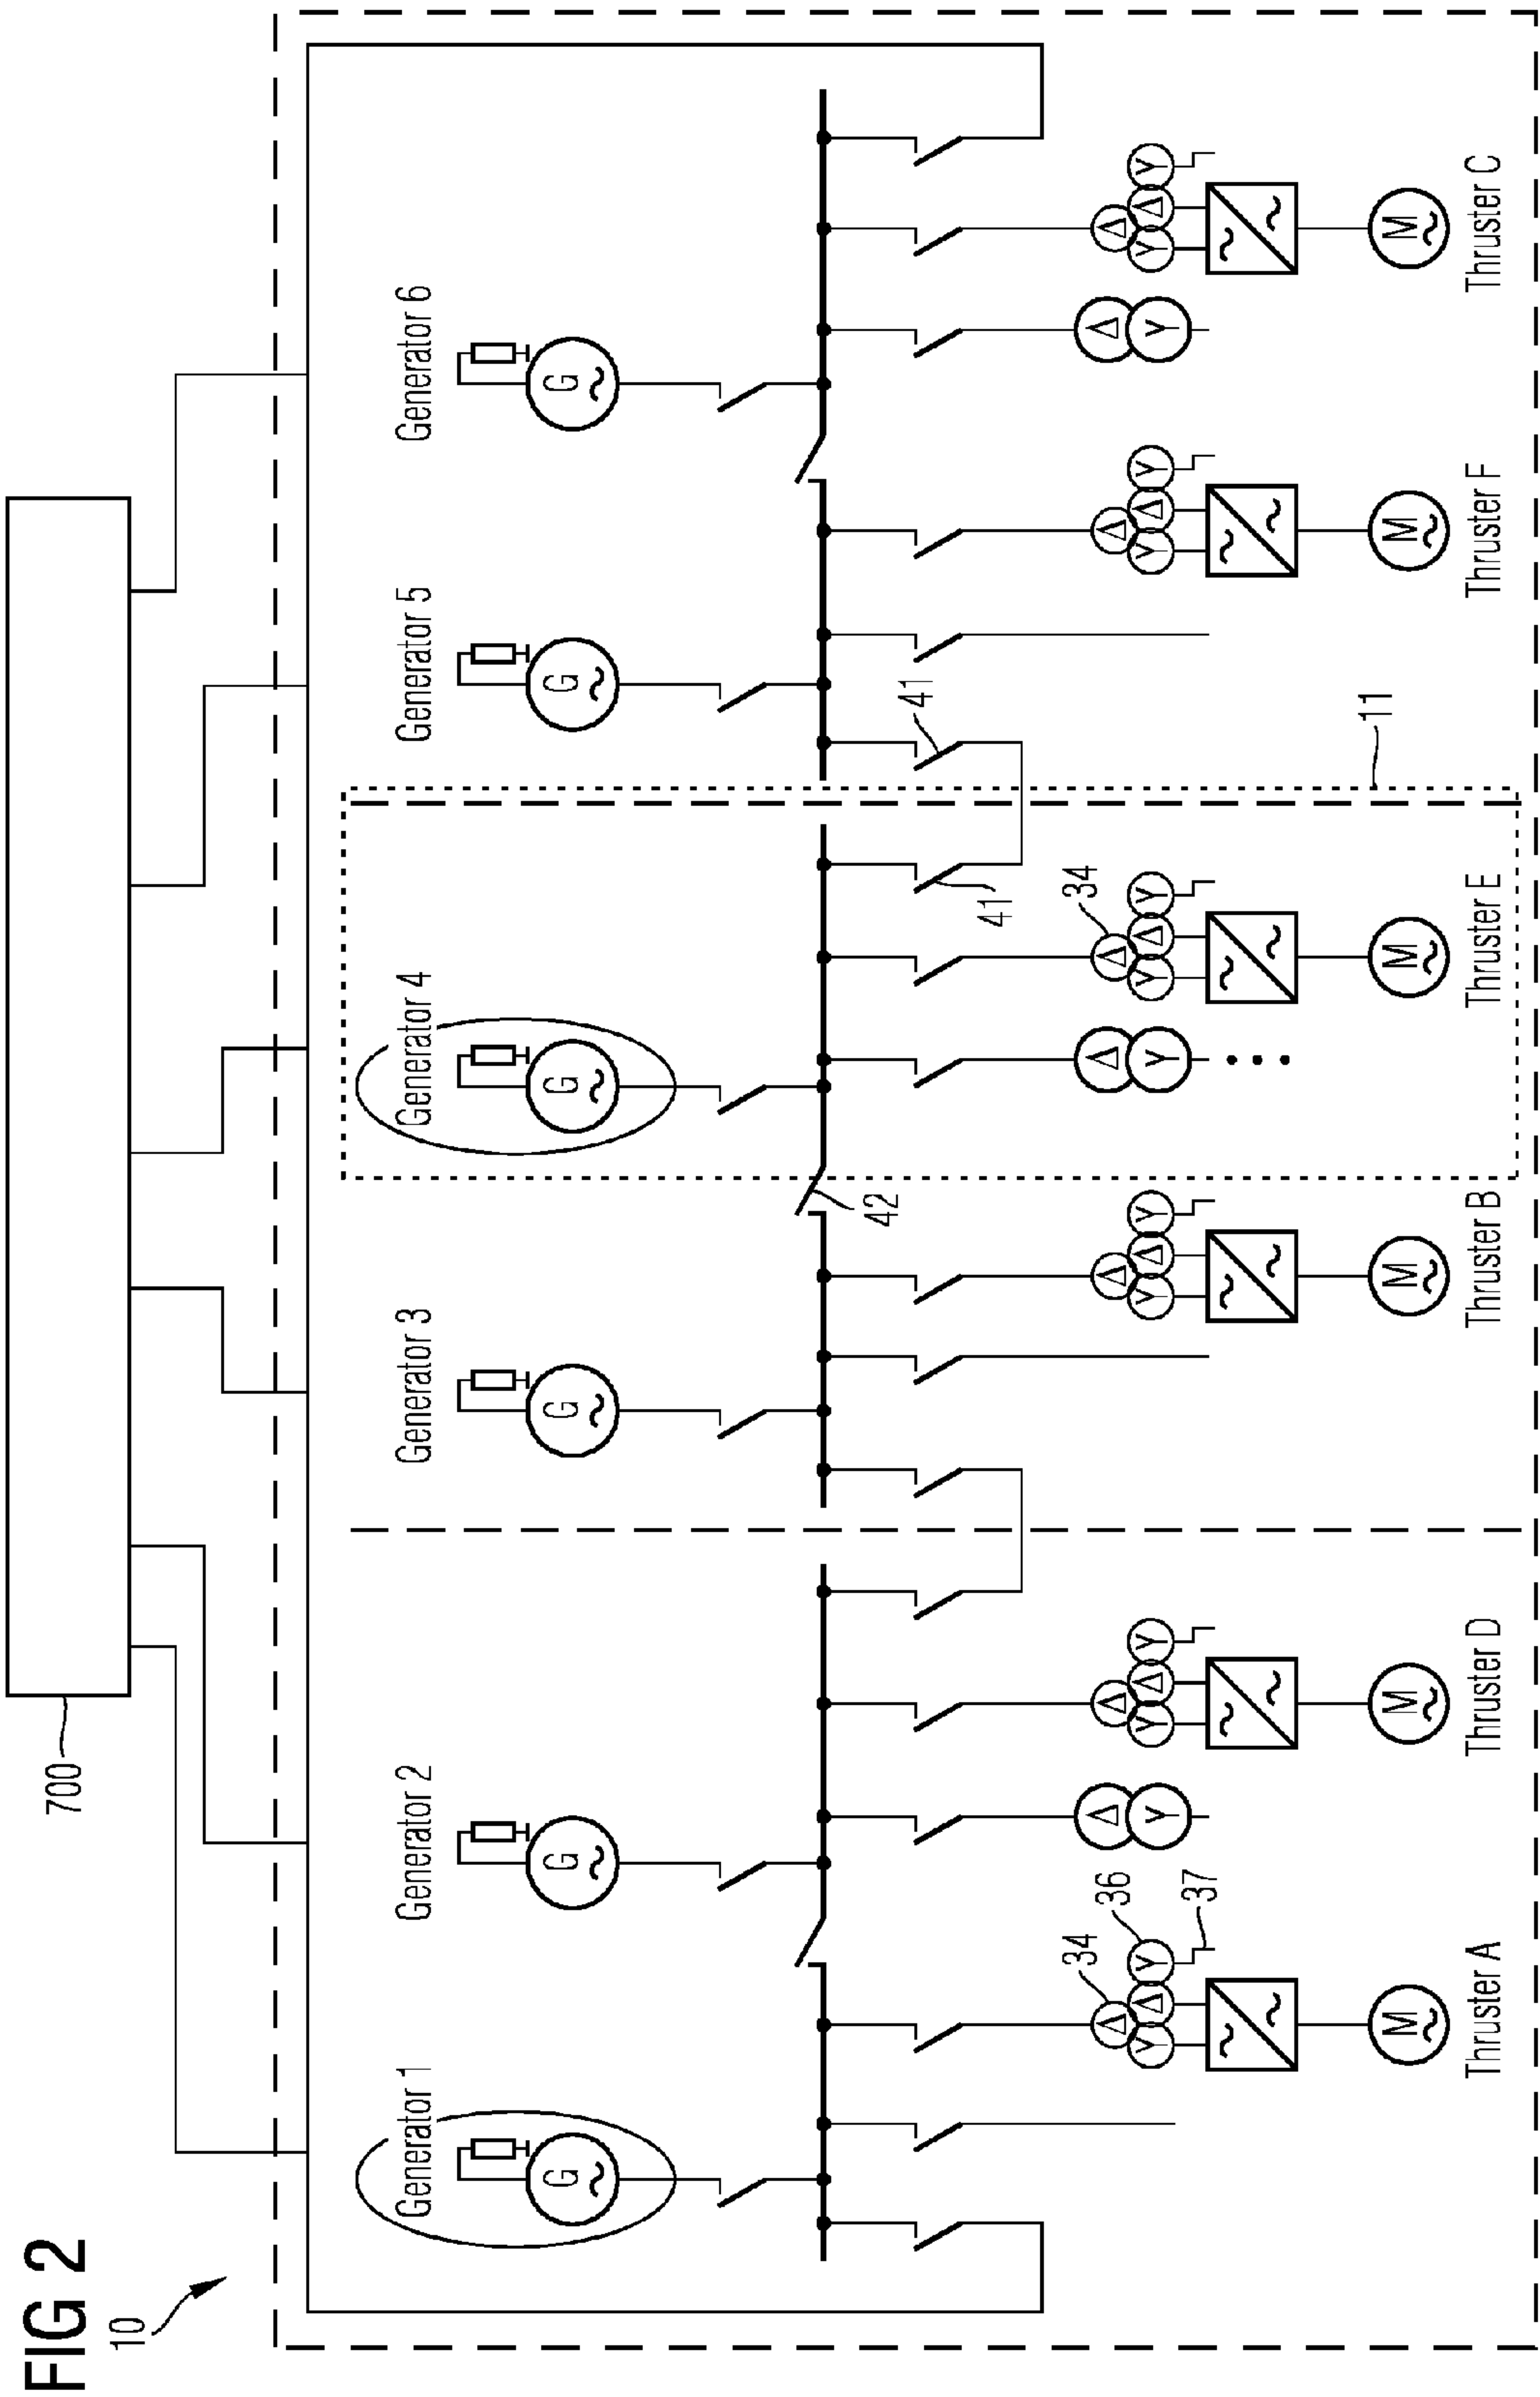 FIG 2
700
10
Generator 1 Generator 2 Generator 3 Generator 4 Generator 5 Generator 6
G G G G G G
42
41
41
34 34
36
Δ Δ Δ Δ Δ Δ Δ Δ Δ
Y Δ Y Y Y Δ Y Y Δ Y Y Y Δ Y Y Δ Y Y Y Δ Y
37
11
M M M M M M
Thruster A Thruster D Thruster B Thruster E Thruster F Thruster C